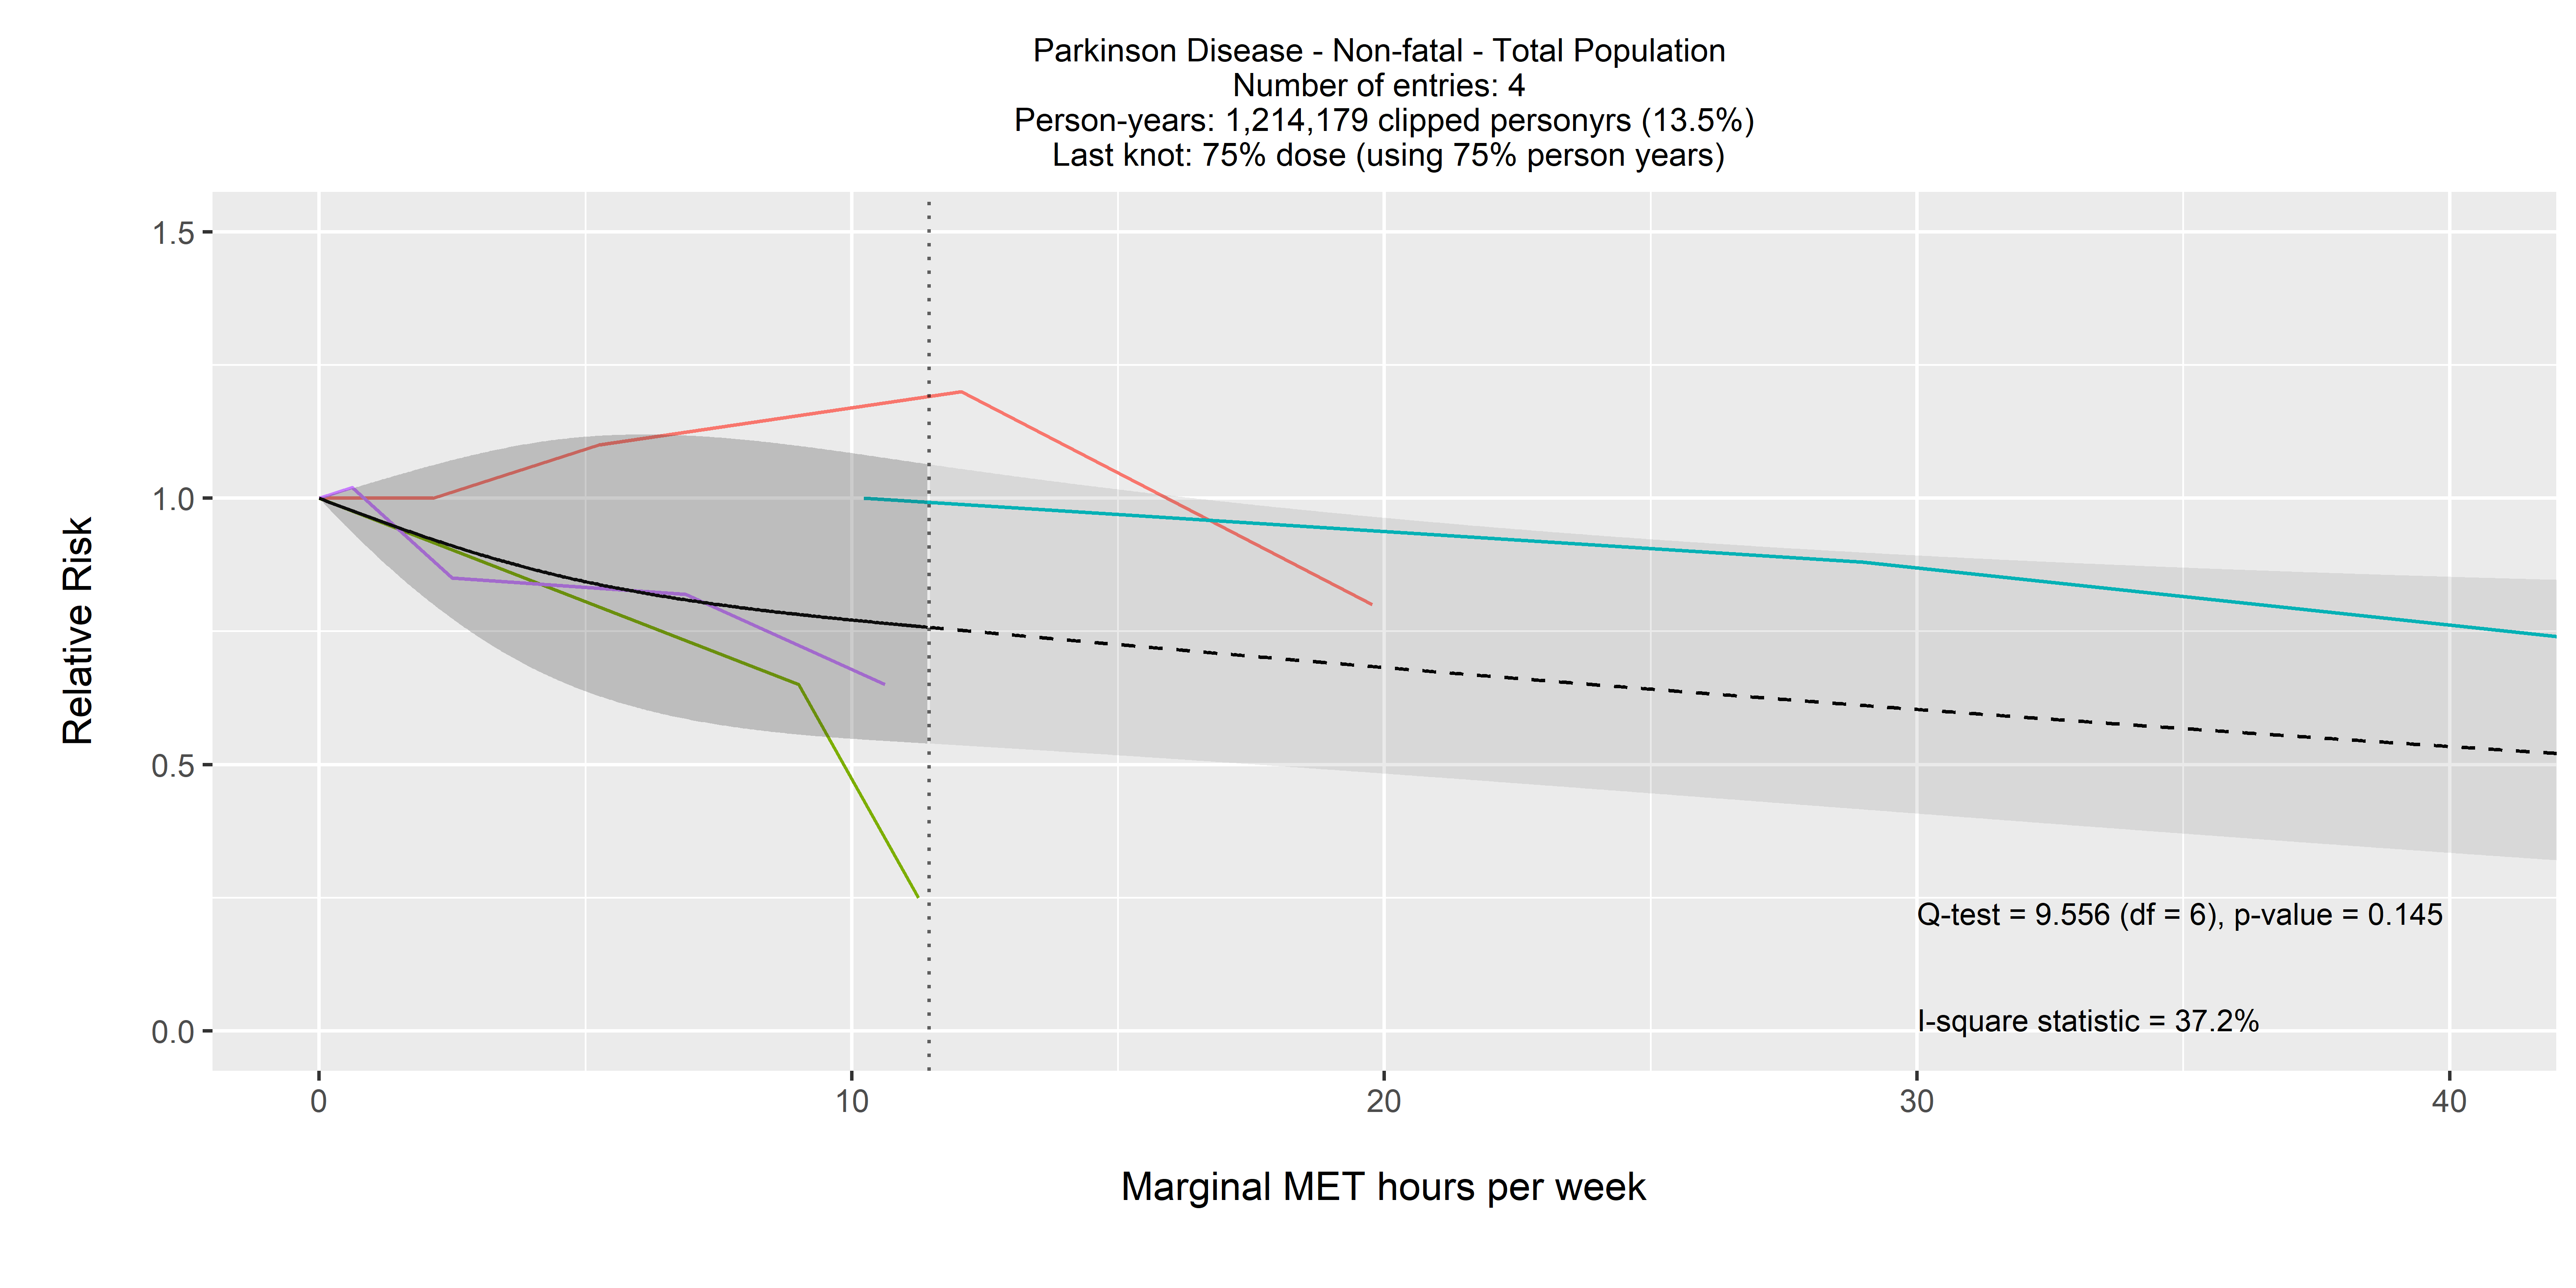 Parkinson Disease - Non-fatal - Total Population
Number of entries: 4
Person-years: 1,214,179 clipped personyrs (13.5%)
Last knot: 75% dose (using 75% person years)
1.5
1.0
0.5
0.0
Relative Risk
Q-test = 9.556 (df = 6), p-value = 0.145
I-square statistic = 37.2%
0 10 20 30 40
Marginal MET hours per week